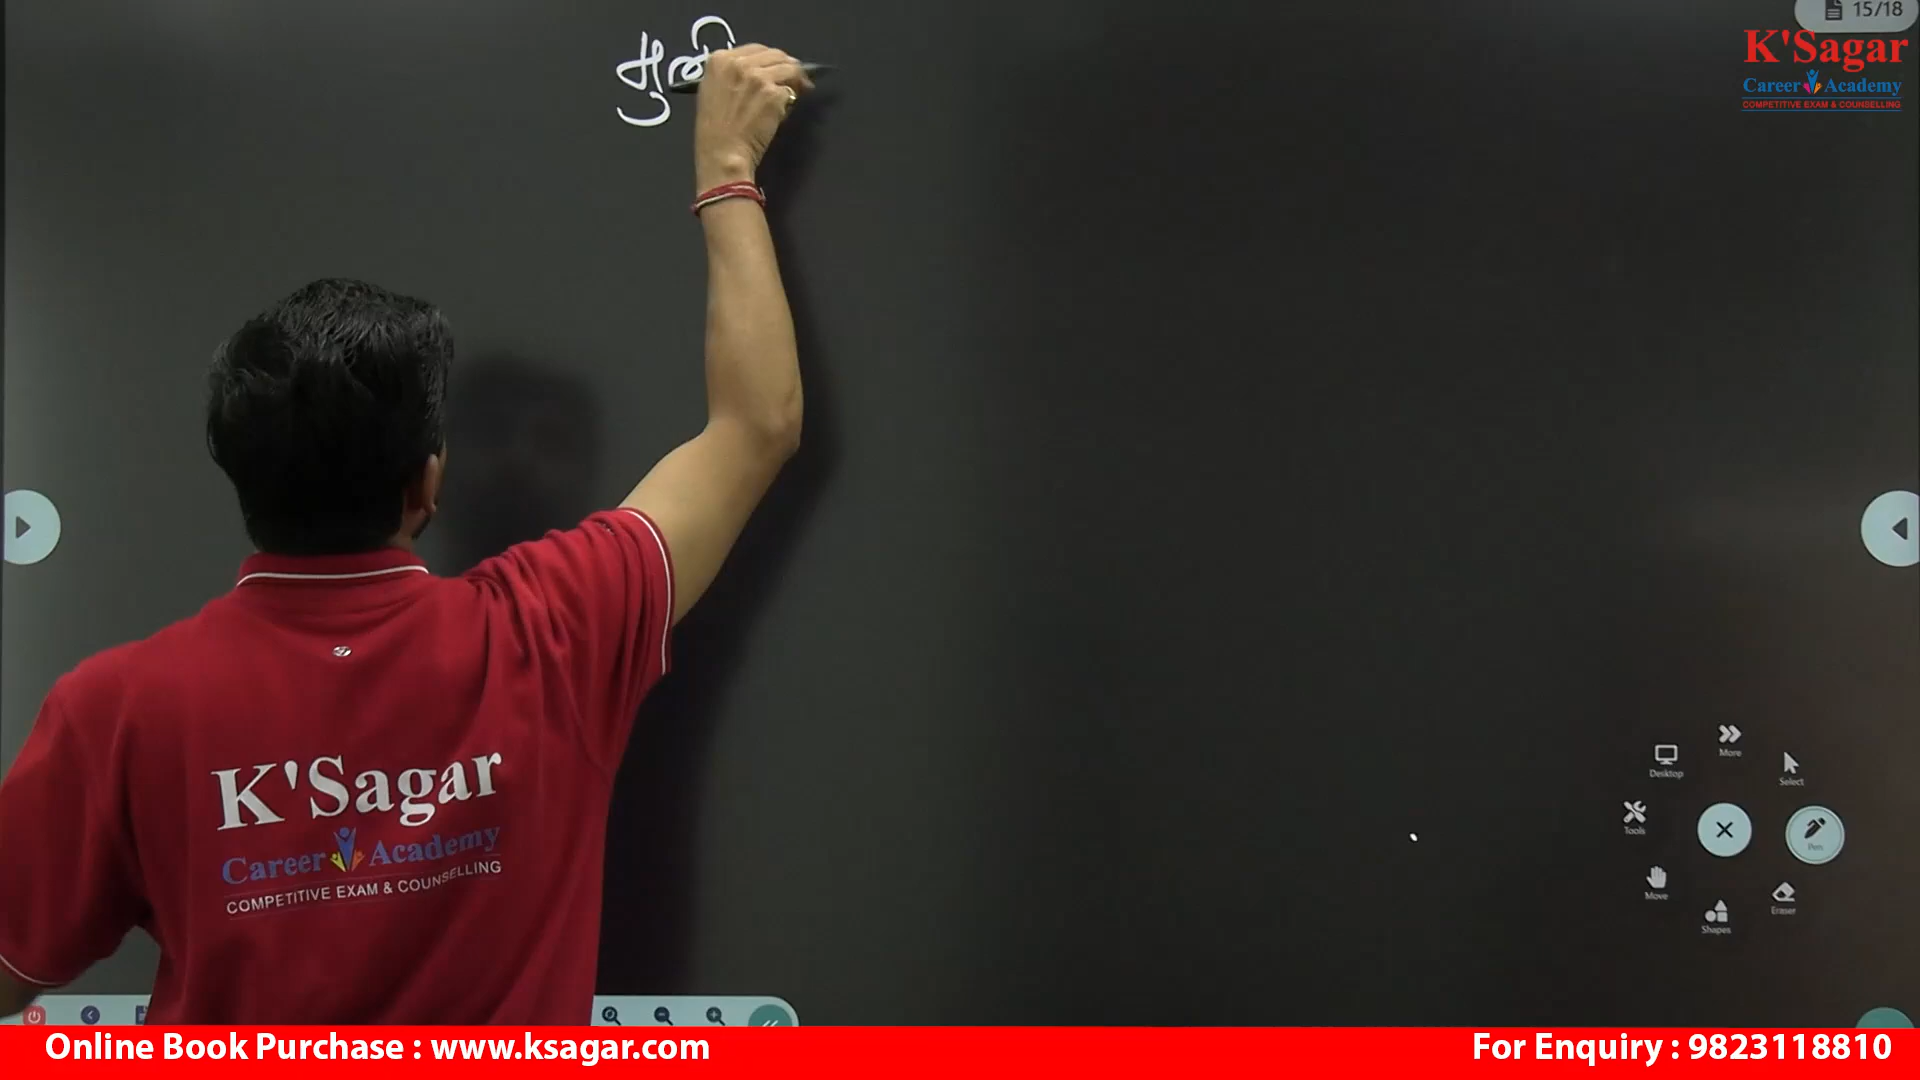 15/18
K'Sagar
Career Academy
COMPETITIVE EXAM & COUNSELLING
More
Desktop
Select
Tools
Pen
Move
Eraser
Shapes
K'Sagar
Career Academy
COMPETITIVE EXAM & COUNSELLING
Online Book Purchase : www.ksagar.com
For Enquiry : 9823118810